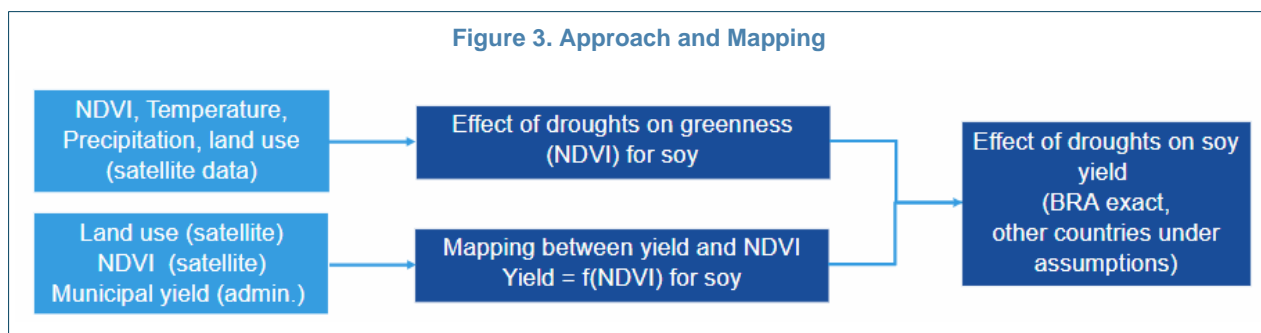 Figure 3. Approach and Mapping
NDVI, Temperature,
Precipitation, land use
(satellite data)
Effect of droughts on greenness
(NDVI) for soy
Land use (satellite)
NDVI (satellite)
Municipal yield (admin.)
Mapping between yield and NDVI
Yield = f(NDVI) for soy
Effect of droughts on soy
yield
(BRA exact,
other countries under
assumptions)